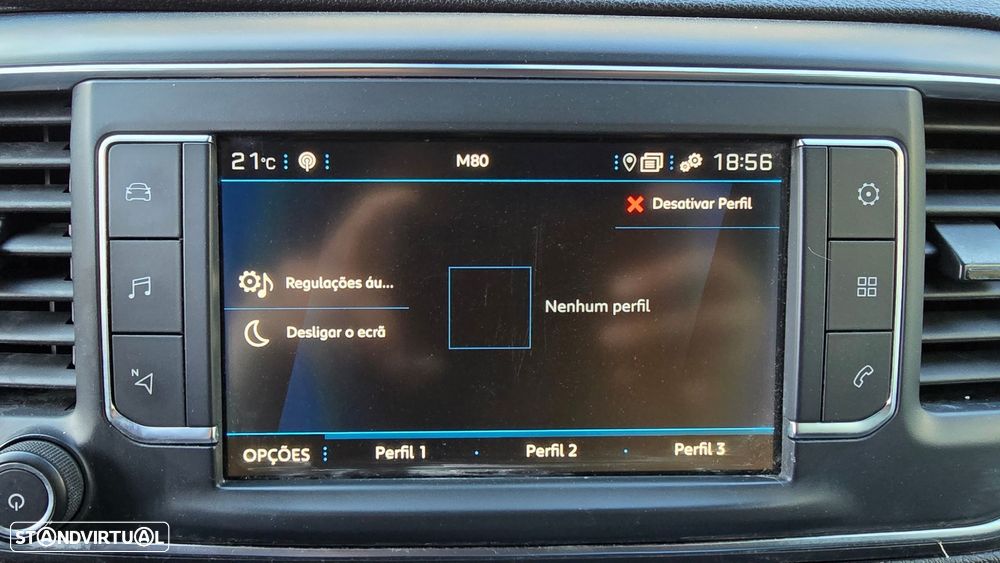 21°C M80 18:56
Desativar Perfil
Regulações áu...
Nenhum perfil
Desligar o ecrã
N
OPÇÕES Perfil 1 Perfil 2 Perfil 3
STANDVIRTUAL